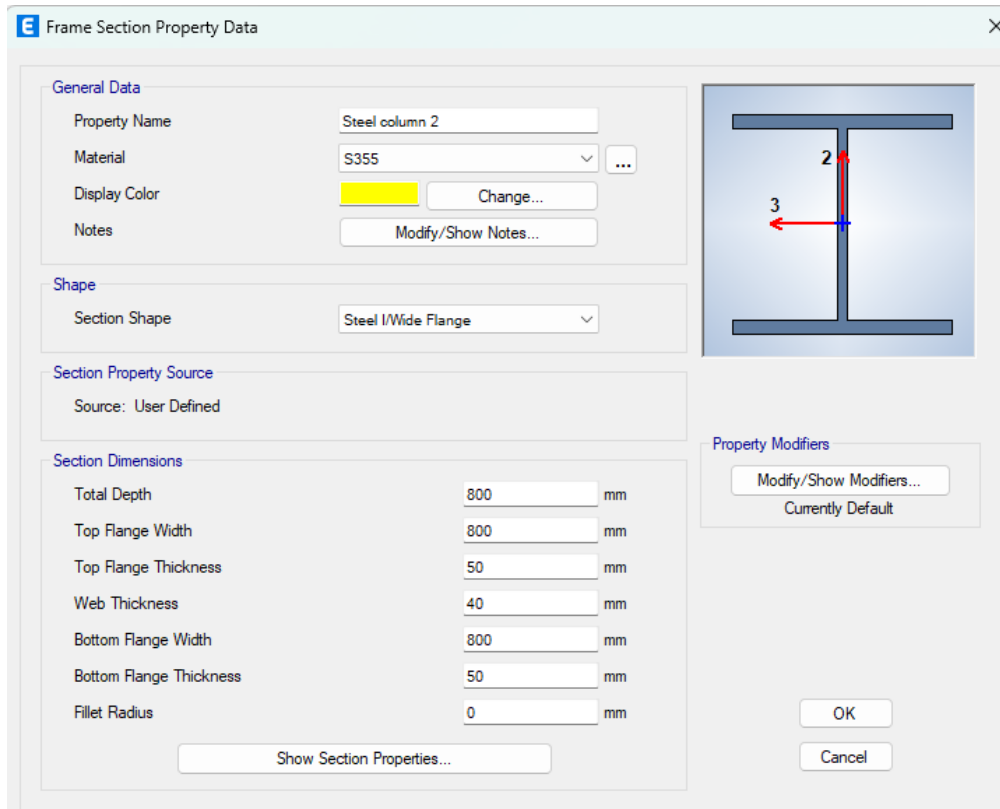 E Frame Section Property Data
General Data
Property Name Steel column 2
Material S355 ...
Display Color Change...
Notes Modify/Show Notes...
Shape
Section Shape Steel I/Wide Flange
Section Property Source
Source: User Defined
Section Dimensions
Total Depth 800 mm
Top Flange Width 800 mm
Top Flange Thickness 50 mm
Web Thickness 40 mm
Bottom Flange Width 800 mm
Bottom Flange Thickness 50 mm
Fillet Radius 0 mm
Show Section Properties...
2
3
Property Modifiers
Modify/Show Modifiers...
Currently Default
OK
Cancel